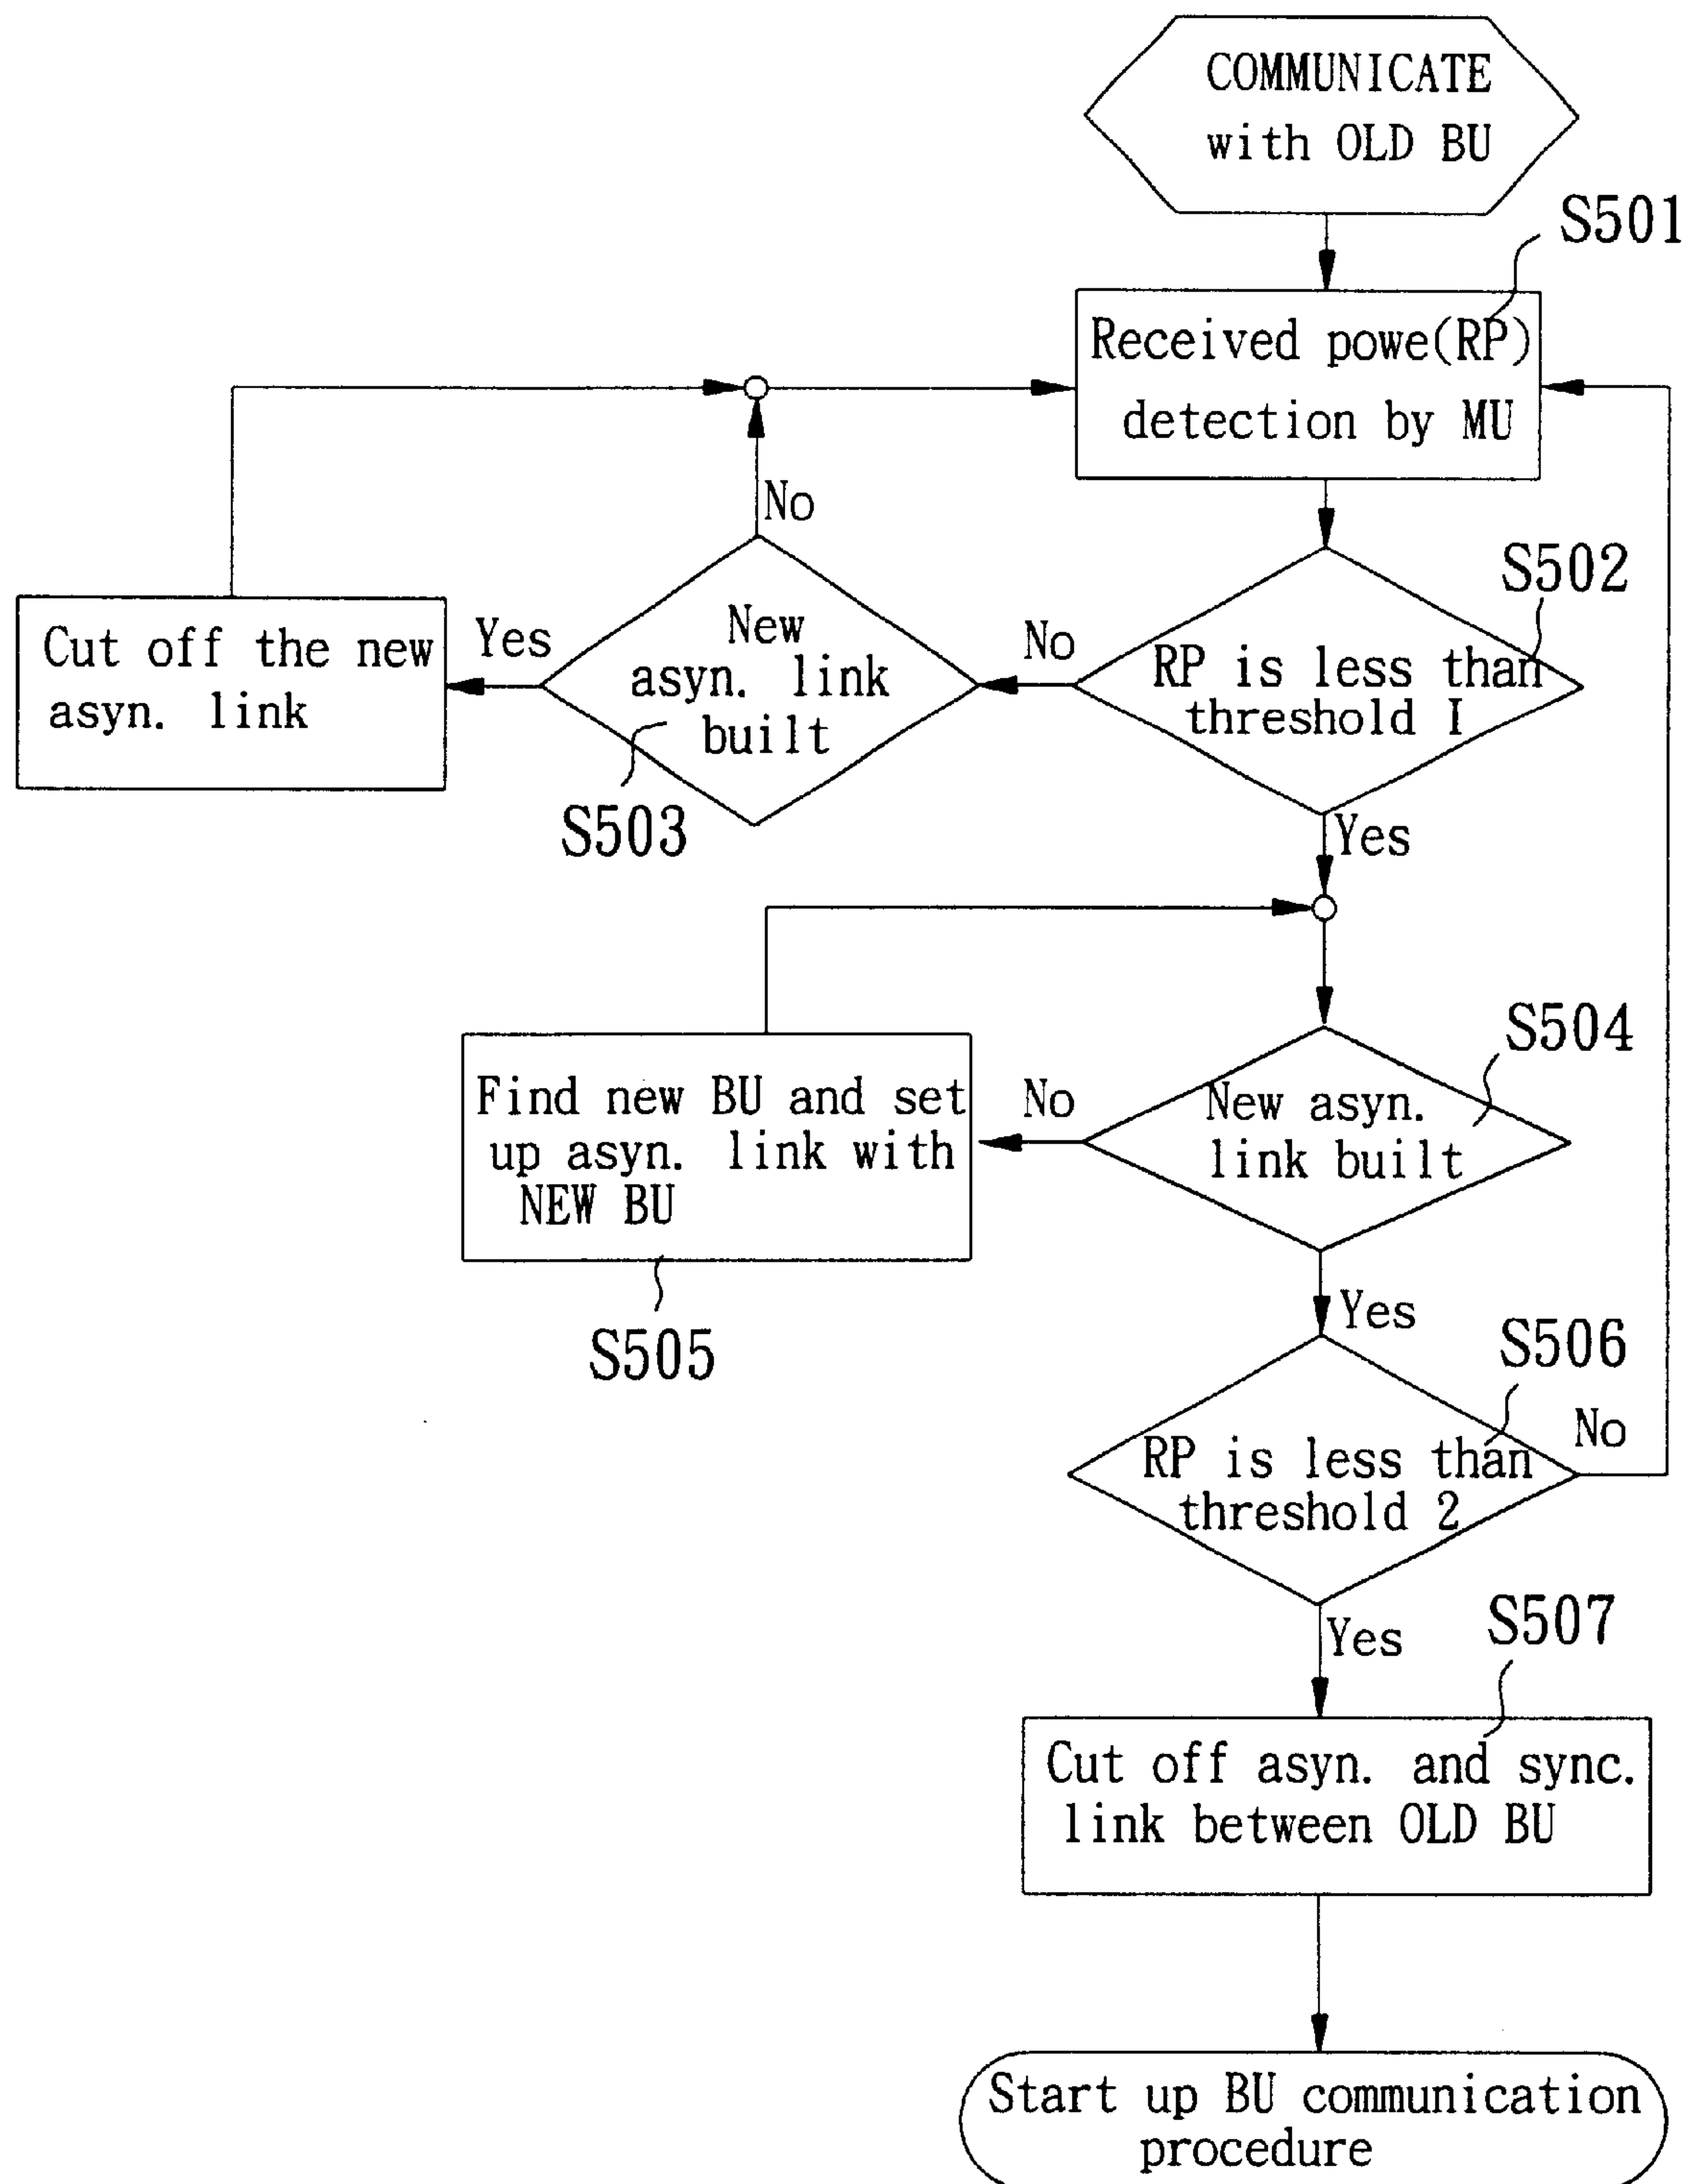 COMMUNICATE
with OLD BU
S501
Received powe(RP)
detection by MU
No
S502
Cut off the new
asyn. link
Yes
New
asyn. link
built
No
RP is less than
threshold I
S503
Yes
S504
Find new BU and set
up asyn. link with
NEW BU
No
New asyn.
link built
S505
Yes
S506
No
RP is less than
threshold 2
Yes
S507
Cut off asyn. and sync.
link between OLD BU
Start up BU communication
procedure